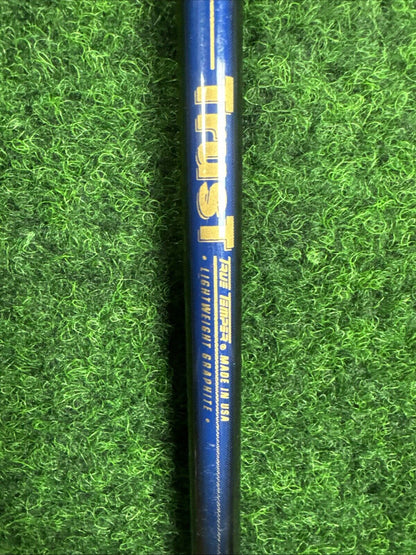 TrusT
TRUE TEMPER® MADE IN USA
• LIGHTWEIGHT GRAPHITE •